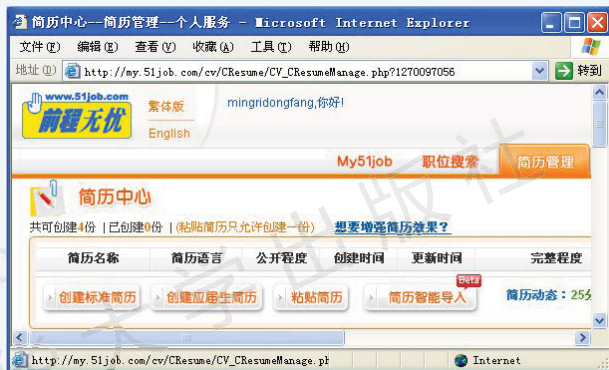 简历中心--简历管理--个人服务 - Microsoft Internet Explorer
文件(F) 编辑(E) 查看(V) 收藏(A) 工具(T) 帮助(H)
地址(D) http://my.51job.com/cv/CResume/CV_CResumeManage.php?1270097056 转到
www.51job.com
前程无忧
繁体版
English
mingridongfang,你好!
My51job 职位搜索 简历管理
简历中心
共可创建4份 |已创建0份 |(粘贴简历只允许创建一份) 想要增强简历效果?
简历名称 简历语言 公开程度 创建时间 更新时间 完整程度
Beta
创建标准简历 创建应届生简历 粘贴简历 简历智能导入 简历动态: 25分
http://my.51job.com/cv/CResume/CV_CResumeManage.ph Internet
大学出版社